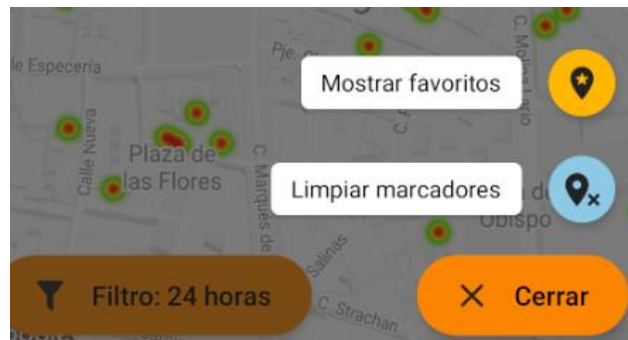 Pje.
le Especería
C. Molina Lario
Mostrar favoritos
Calle Nueva
Plaza de
las Flores
C. Marqués de
Limpiar marcadores
Obispo
Salinas
Filtro: 24 horas
Cerrar
C. Strachan